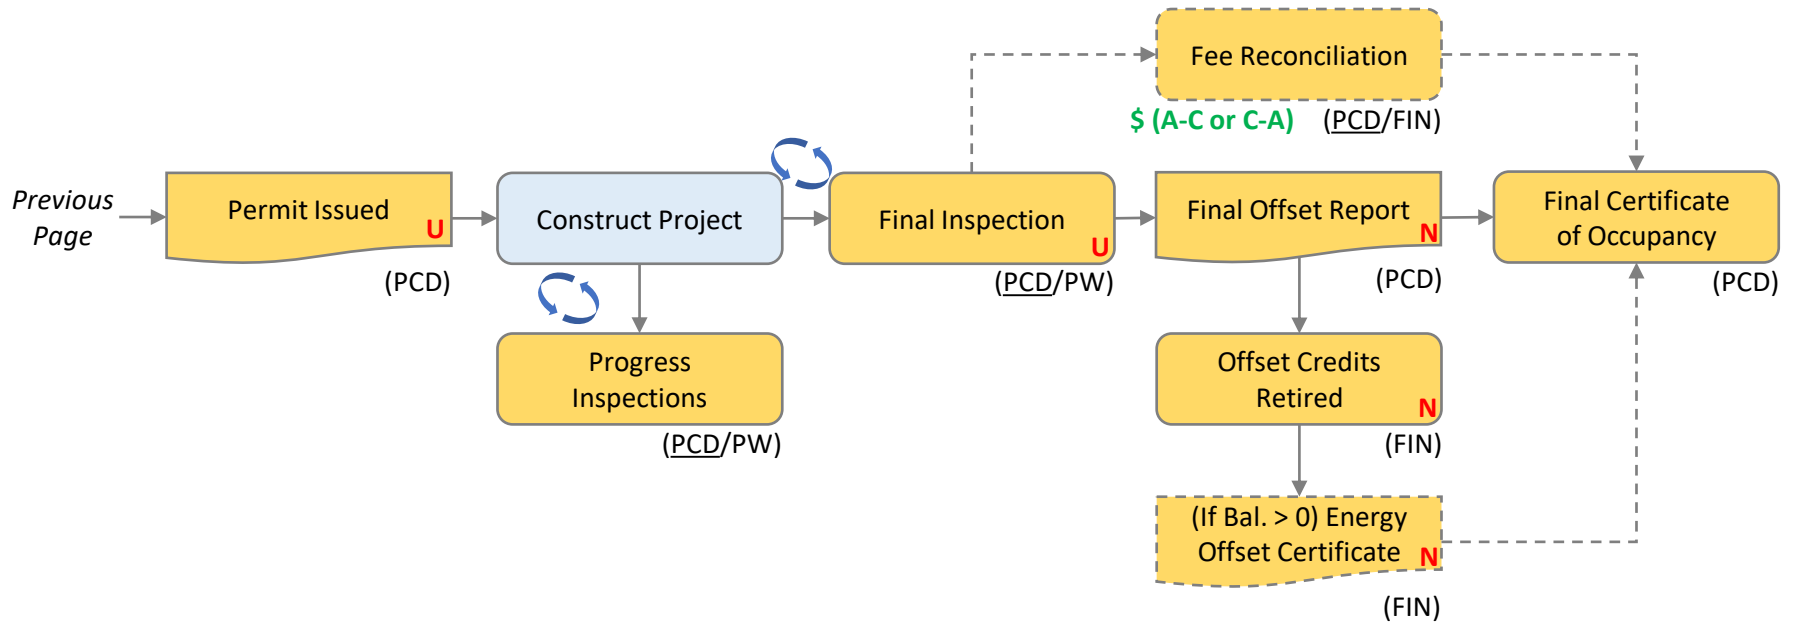 Fee Reconciliation
$ (A-C or C-A) (PCD/FIN)
Previous
Page
Permit Issued
U
(PCD)
Construct Project
Final Inspection
U
(PCD/PW)
Final Offset Report
N
(PCD)
Final Certificate
of Occupancy
(PCD)
Progress
Inspections
(PCD/PW)
Offset Credits
Retired
N
(FIN)
(If Bal. > 0) Energy
Offset Certificate
N
(FIN)